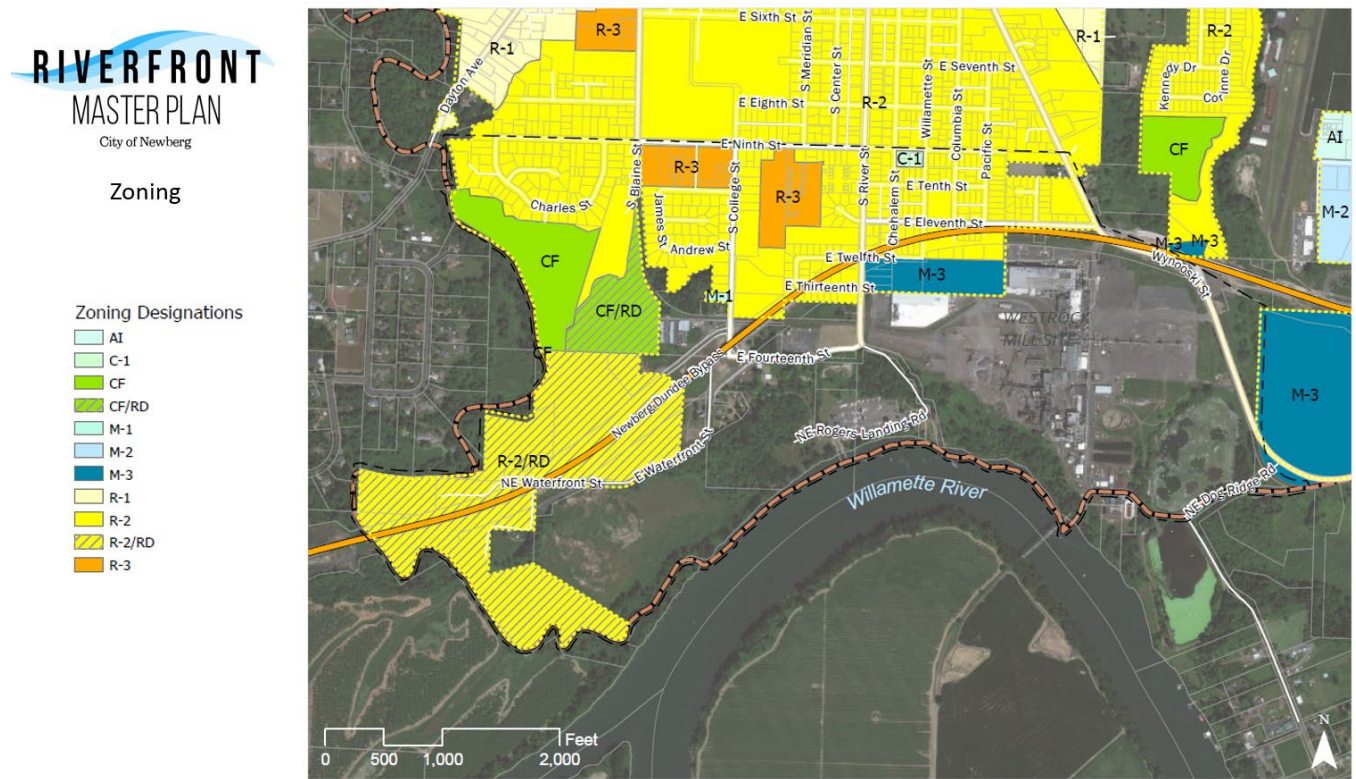 RIVERFRONT
MASTER PLAN
City of Newberg
Zoning
Zoning Designations
AI
C-1
CF
CF/RD
M-1
M-2
M-3
R-1
R-2
R-2/RD
R-3
E Sixth St
R-1
R-3
R-1
R-2
Dayton Ave
S Meridian St
S Center St
E Seventh St
Kennedy Dr
Corinne Dr
E Eighth St
R-2
Willamette St
Columbia St
Pacific St
AI
E Ninth St
C-1
CF
S Blaine St
R-3
S College St
R-3
S River St
Chehalem St
E Tenth St
Charles St
James St
E Eleventh St
M-2
Andrew St
M-3
M-3
CF
E Twelfth St
Wynooski St
M-3
E Thirteenth St
M-1
CF/RD
WESTROCK
MILLSITE
CF
E Fourteenth St
Newberg-Dundee Bypass
M-3
NE Rogers Landing Rd
E Waterfront St
R-2/RD
NE Waterfront St
Willamette River
NE Dog Ridge Rd
N
Feet
0 500 1,000 2,000